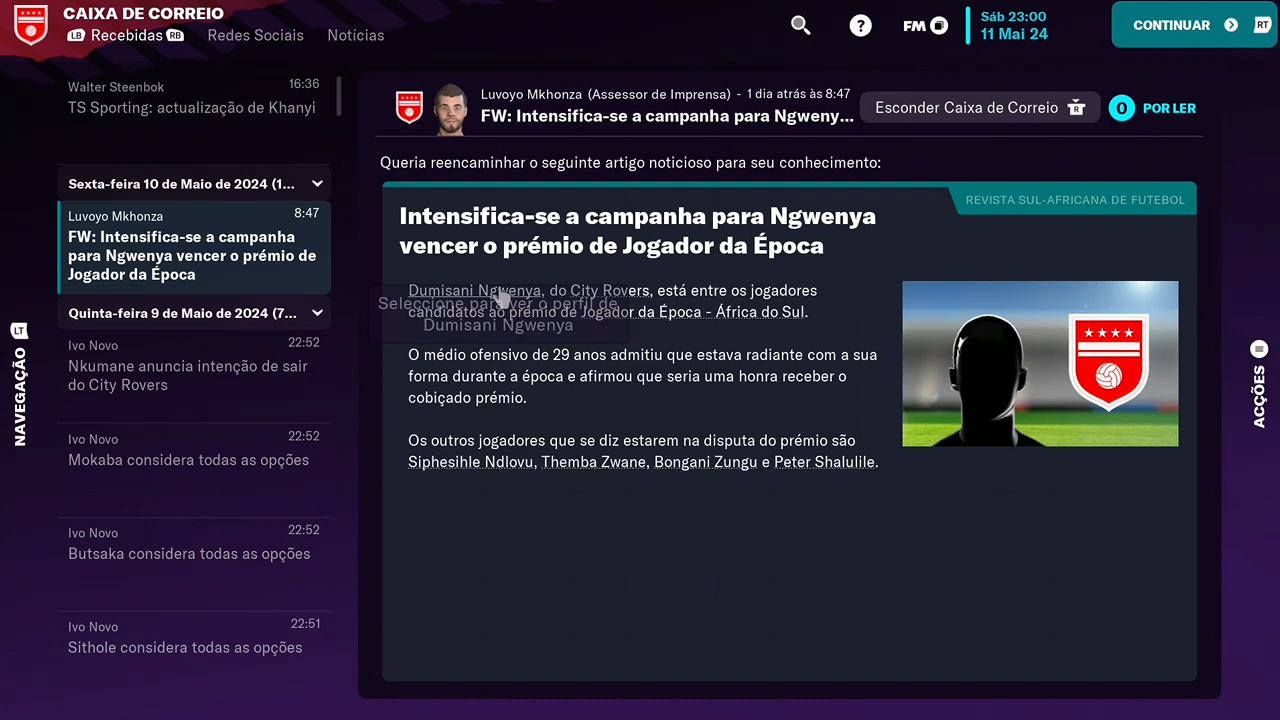 CAIXA DE CORREIO
LB Recebidas RB Redes Sociais Notícias
FM
Sáb 23:00
11 Mai 24
CONTINUAR RT
Walter Steenbok 16:36
TS Sporting: actualização de Khanyi
Sexta-feira 10 de Maio de 2024 (1...
Luvoyo Mkhonza 8:47
FW: Intensifica-se a campanha
para Ngwenya vencer o prémio de
Jogador da Época
Quinta-feira 9 de Maio de 2024 (7...
Ivo Novo 22:52
Nkumane anuncia intenção de sair
do City Rovers
Ivo Novo 22:52
Mokaba considera todas as opções
Ivo Novo 22:52
Butsaka considera todas as opções
Ivo Novo 22:51
Sithole considera todas as opções
NAVEGAÇÃO LT
Luvoyo Mkhonza (Assessor de Imprensa) - 1 dia atrás às 8:47
FW: Intensifica-se a campanha para Ngweny...
Esconder Caixa de Correio R
0 POR LER
Queria reencaminhar o seguinte artigo noticioso para seu conhecimento:
REVISTA SUL-AFRICANA DE FUTEBOL
Intensifica-se a campanha para Ngwenya
vencer o prémio de Jogador da Época
Dumisani Ngwenya, do City Rovers, está entre os jogadores
candidatos ao prémio de Jogador da Época - África do Sul.
Seleccione para ver o perfil de
Dumisani Ngwenya
O médio ofensivo de 29 anos admitiu que estava radiante com a sua
forma durante a época e afirmou que seria uma honra receber o
cobiçado prémio.
Os outros jogadores que se diz estarem na disputa do prémio são
Siphesihle Ndlovu, Themba Zwane, Bongani Zungu e Peter Shalulile.
ACÇÕES